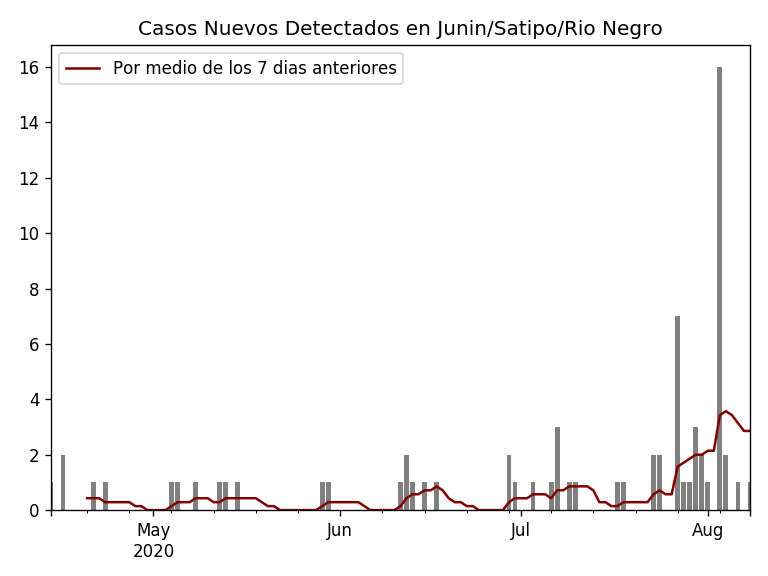 Casos Nuevos Detectados en Junin/Satipo/Rio Negro
Por medio de los 7 dias anteriores
16
14
12
10
8
6
4
2
0
May
2020
Jun
Jul
Aug